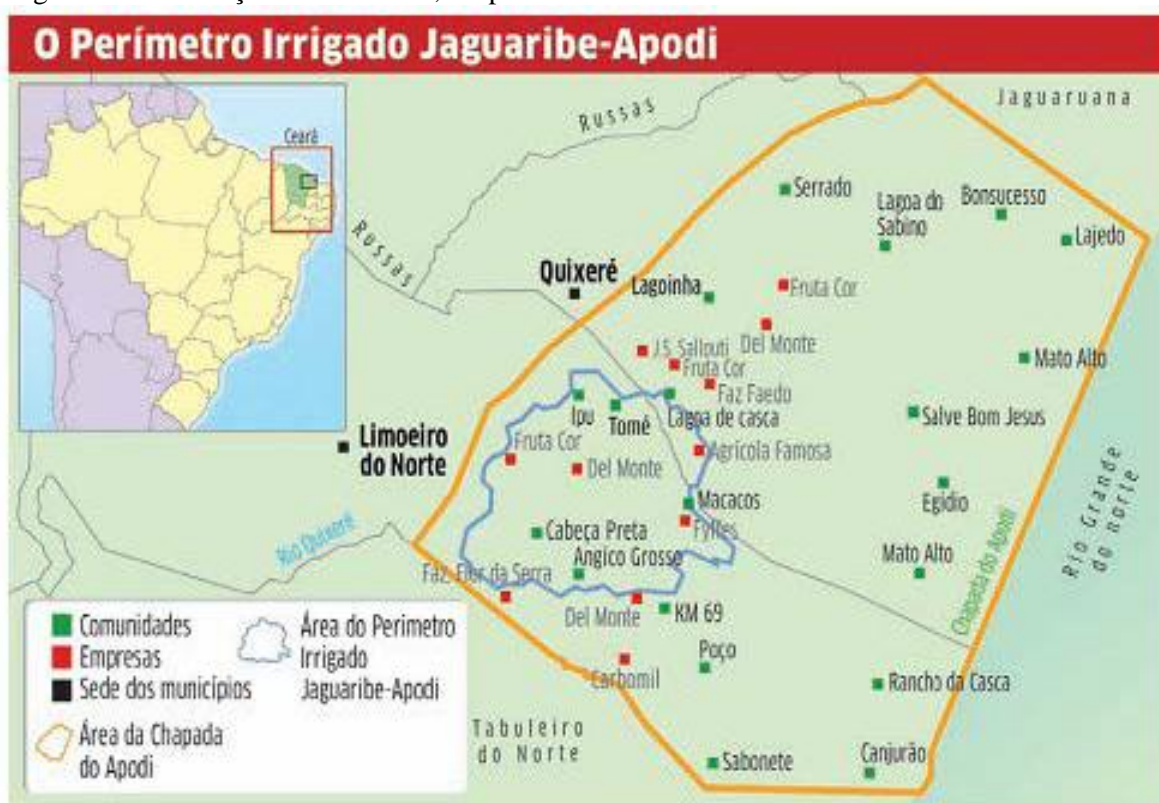 O Perímetro Irrigado Jaguaribe-Apodi
Ceará
Russas
Jaguaruana
Russas
Serrado
Lagoa do
Sabino
Bonsucesso
Lajedo
Quixeré
Lagoinha
Fruta Cor
J.S. Sallouti
Del Monte
Fruta Cor
Faz Faedo
Mato Alto
Ipu
Tomé
Lagoa de casca
Salve Bom Jesus
Limoeiro
do Norte
Fruta Cor
Del Monte
Agrícola Famosa
Rio Grande
do norte
Macacos
Egídio
Rio Quixeré
Cabeça Preta
Fyffes
Angico Grosso
Mato Alto
Chapada do Apodi
Faz. Flor da Serra
Del Monte
KM 69
Poço
Carbomil
Rancho da Casca
Tabuleiro
do Norte
Sabonete
Canjurão
Comunidades
Empresas
Sede dos municípios
Área da Chapada
do Apodi
Área do Perimetro
Irrigado
Jaguaribe-Apodi